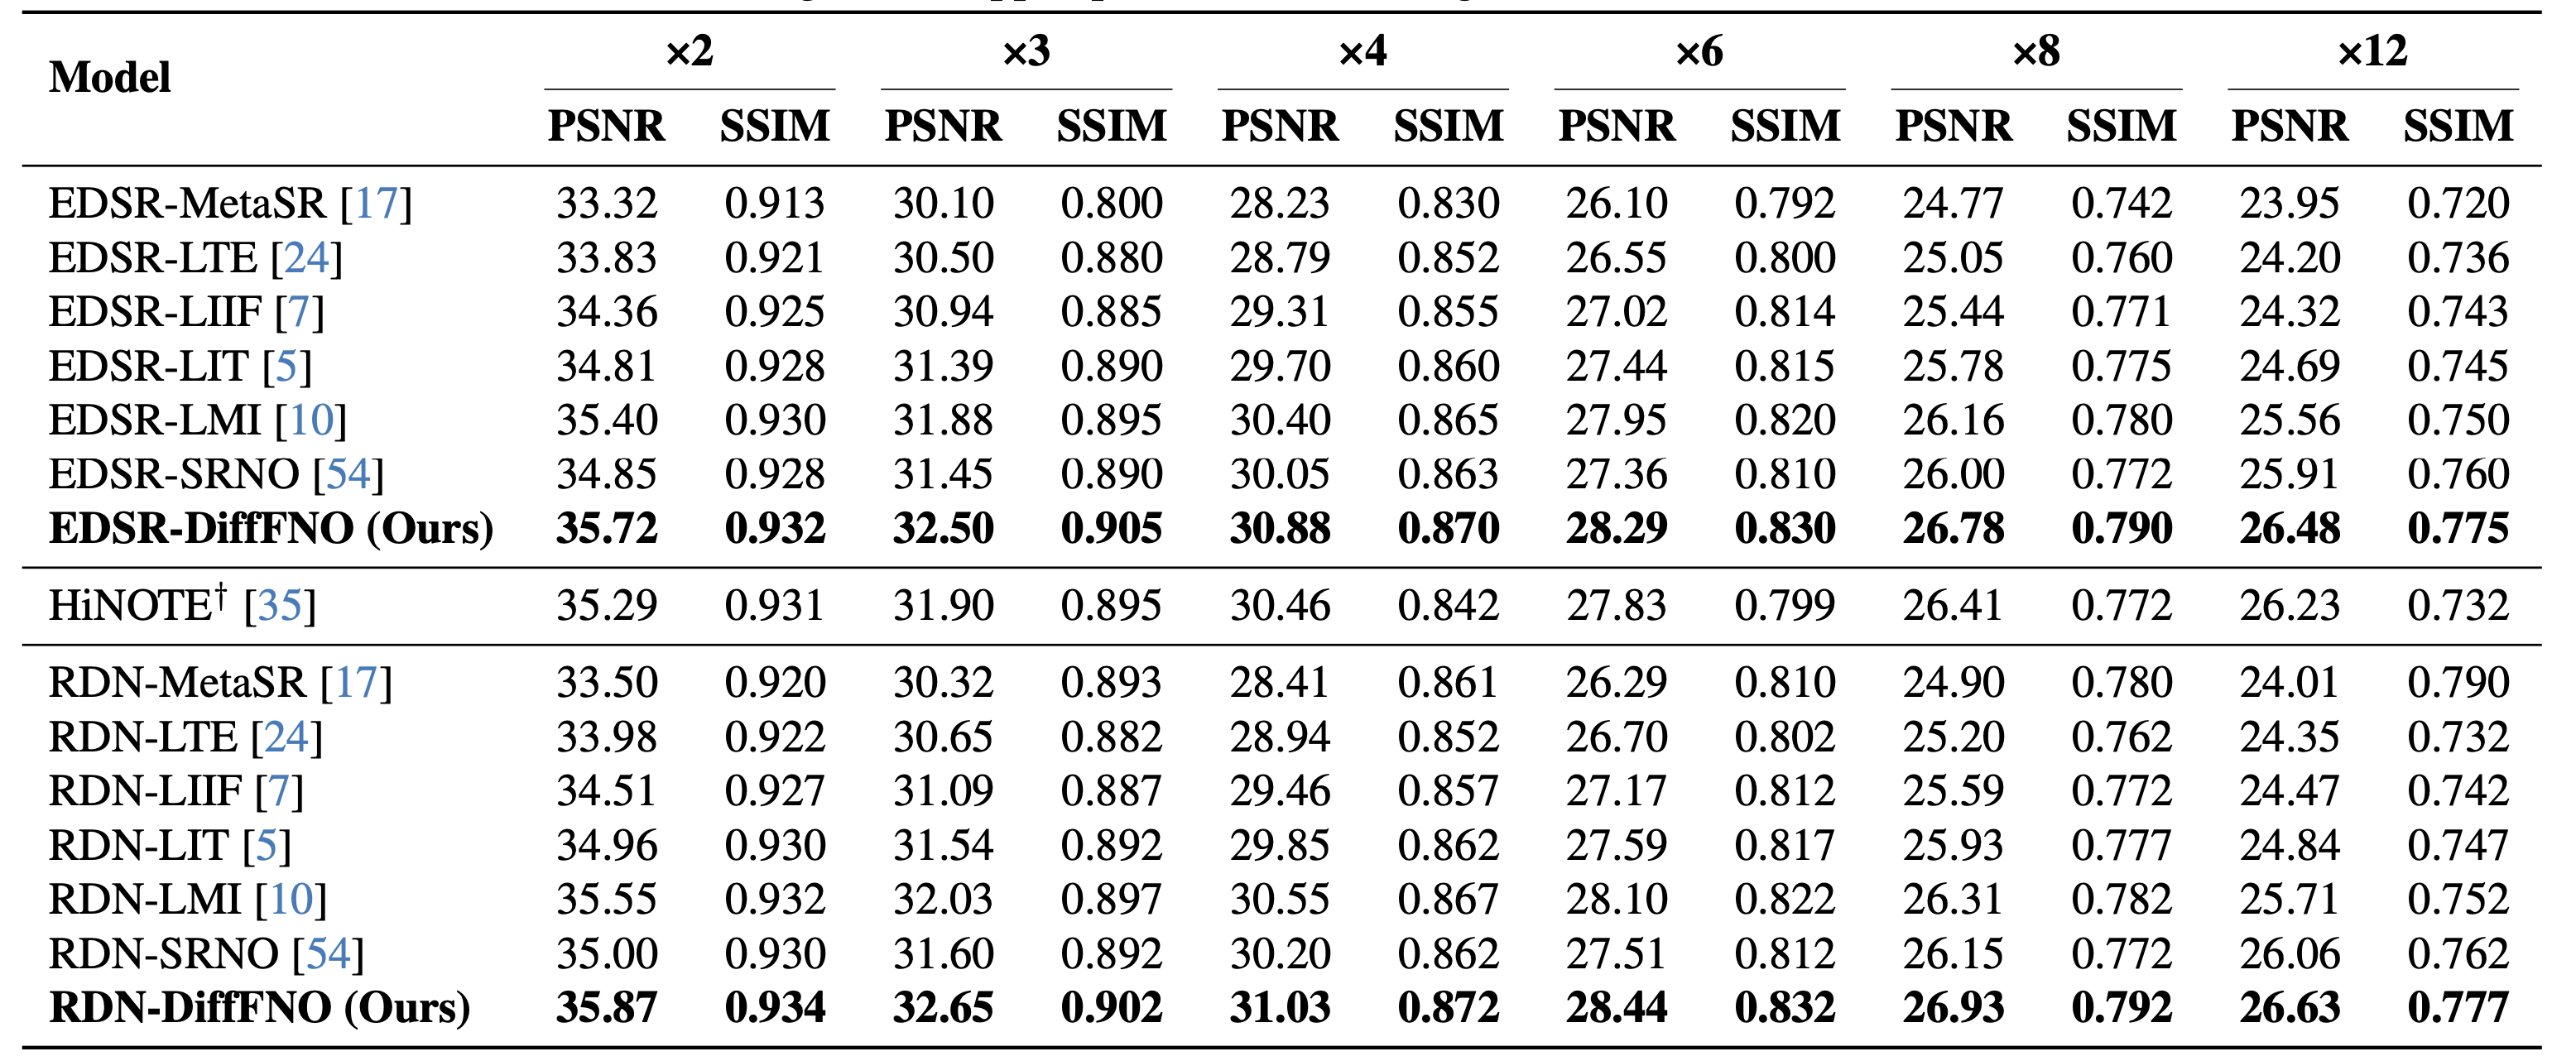 Model ×2 ×3 ×4 ×6 ×8 ×12
PSNR SSIM PSNR SSIM PSNR SSIM PSNR SSIM PSNR SSIM PSNR SSIM
EDSR-MetaSR [17] 33.32 0.913 30.10 0.800 28.23 0.830 26.10 0.792 24.77 0.742 23.95 0.720
EDSR-LTE [24] 33.83 0.921 30.50 0.880 28.79 0.852 26.55 0.800 25.05 0.760 24.20 0.736
EDSR-LIIF [7] 34.36 0.925 30.94 0.885 29.31 0.855 27.02 0.814 25.44 0.771 24.32 0.743
EDSR-LIT [5] 34.81 0.928 31.39 0.890 29.70 0.860 27.44 0.815 25.78 0.775 24.69 0.745
EDSR-LMI [10] 35.40 0.930 31.88 0.895 30.40 0.865 27.95 0.820 26.16 0.780 25.56 0.750
EDSR-SRNO [54] 34.85 0.928 31.45 0.890 30.05 0.863 27.36 0.810 26.00 0.772 25.91 0.760
EDSR-DiffFNO (Ours) 35.72 0.932 32.50 0.905 30.88 0.870 28.29 0.830 26.78 0.790 26.48 0.775
HiNOTE† [35] 35.29 0.931 31.90 0.895 30.46 0.842 27.83 0.799 26.41 0.772 26.23 0.732
RDN-MetaSR [17] 33.50 0.920 30.32 0.893 28.41 0.861 26.29 0.810 24.90 0.780 24.01 0.790
RDN-LTE [24] 33.98 0.922 30.65 0.882 28.94 0.852 26.70 0.802 25.20 0.762 24.35 0.732
RDN-LIIF [7] 34.51 0.927 31.09 0.887 29.46 0.857 27.17 0.812 25.59 0.772 24.47 0.742
RDN-LIT [5] 34.96 0.930 31.54 0.892 29.85 0.862 27.59 0.817 25.93 0.777 24.84 0.747
RDN-LMI [10] 35.55 0.932 32.03 0.897 30.55 0.867 28.10 0.822 26.31 0.782 25.71 0.752
RDN-SRNO [54] 35.00 0.930 31.60 0.892 30.20 0.862 27.51 0.812 26.15 0.772 26.06 0.762
RDN-DiffFNO (Ours) 35.87 0.934 32.65 0.902 31.03 0.872 28.44 0.832 26.93 0.792 26.63 0.777